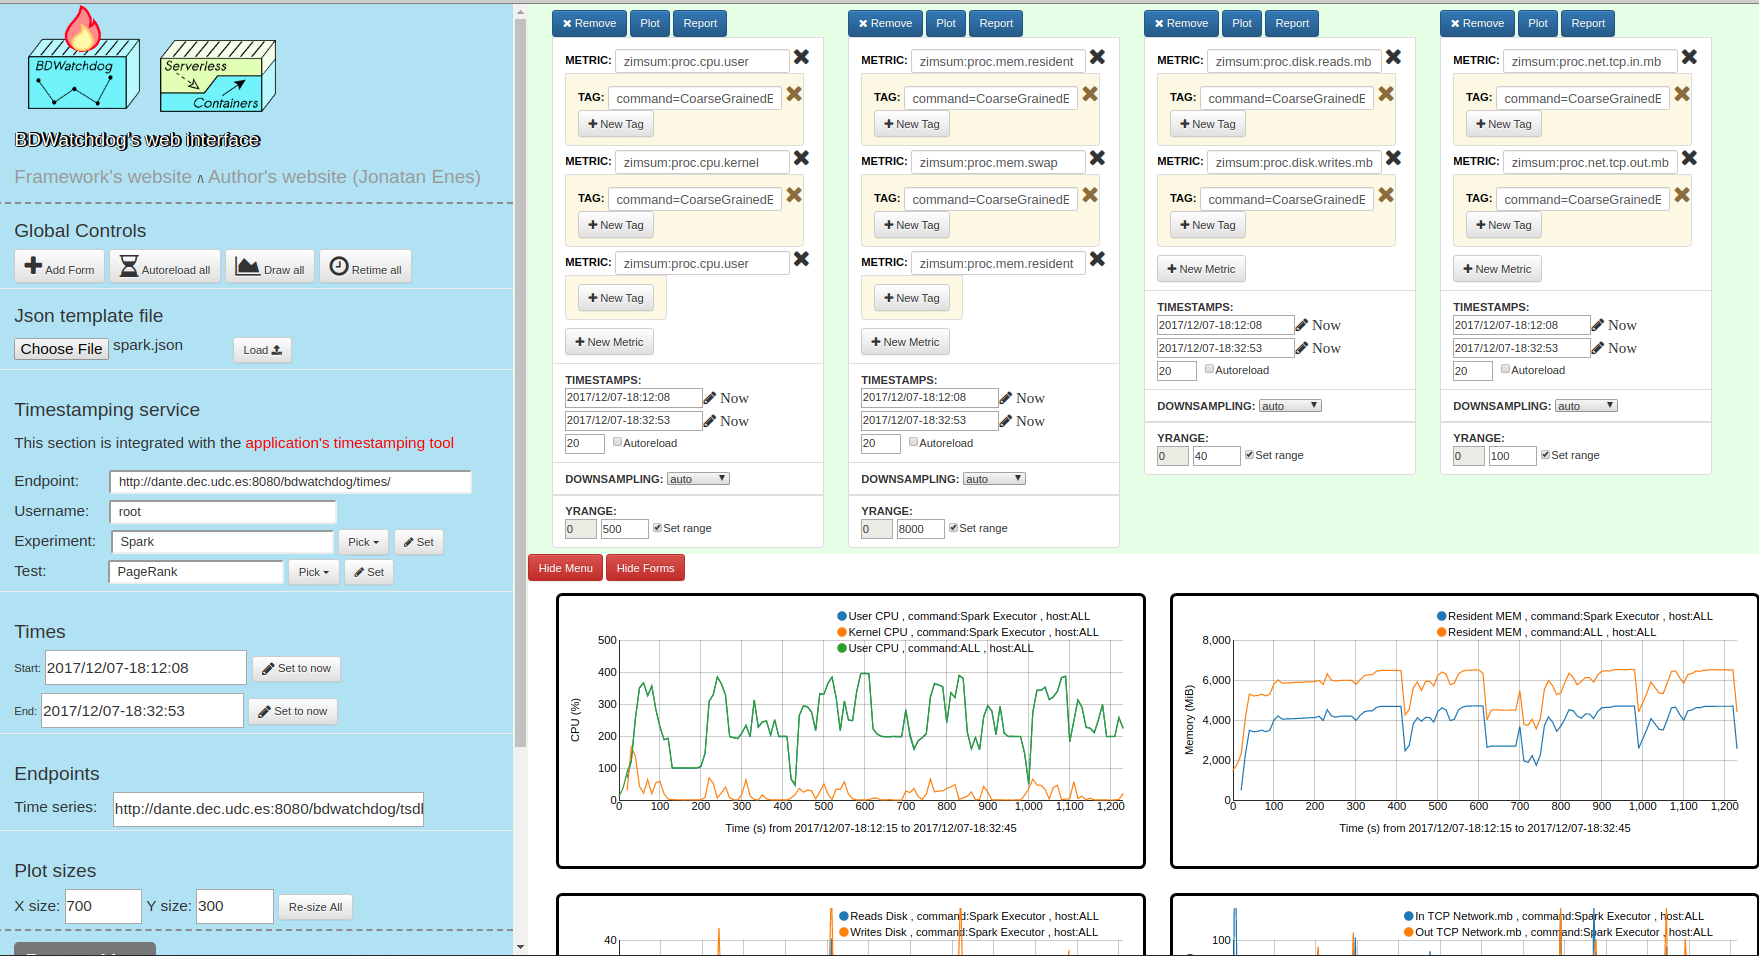 BDWatchdog
Serverless
Containers
BDWatchdog's web interface
Framework's website ∧ Author's website (Jonatan Enes)
Global Controls
Add Form Autoreload all Draw all Retime all
Json template file
Choose File spark.json Load
Timestamping service
This section is integrated with the application's timestamping tool
Endpoint: http://dante.dec.udc.es:8080/bdwatchdog/times/
Username: root
Experiment: Spark Pick Set
Test: PageRank Pick Set
Times
Start: 2017/12/07-18:12:08 Set to now
End: 2017/12/07-18:32:53 Set to now
Endpoints
Time series: http://dante.dec.udc.es:8080/bdwatchdog/tsdl
Plot sizes
X size: 700 Y size: 300 Re-size All
Remove Plot Report
METRIC: zimsum:proc.cpu.user
TAG: command=CoarseGrainedE
New Tag
METRIC: zimsum:proc.cpu.kernel
TAG: command=CoarseGrainedE
New Tag
METRIC: zimsum:proc.cpu.user
New Tag
New Metric
TIMESTAMPS:
2017/12/07-18:12:08 Now
2017/12/07-18:32:53 Now
20 Autoreload
DOWNSAMPLING: auto
YRANGE:
0 500 Set range
Remove Plot Report
METRIC: zimsum:proc.mem.resident
TAG: command=CoarseGrainedE
New Tag
METRIC: zimsum:proc.mem.swap
TAG: command=CoarseGrainedE
New Tag
METRIC: zimsum:proc.mem.resident
New Tag
New Metric
TIMESTAMPS:
2017/12/07-18:12:08 Now
2017/12/07-18:32:53 Now
20 Autoreload
DOWNSAMPLING: auto
YRANGE:
0 8000 Set range
Remove Plot Report
METRIC: zimsum:proc.disk.reads.mb
TAG: command=CoarseGrainedE
New Tag
METRIC: zimsum:proc.disk.writes.mb
TAG: command=CoarseGrainedE
New Tag
New Metric
TIMESTAMPS:
2017/12/07-18:12:08 Now
2017/12/07-18:32:53 Now
20 Autoreload
DOWNSAMPLING: auto
YRANGE:
0 40 Set range
Remove Plot Report
METRIC: zimsum:proc.net.tcp.in.mb
TAG: command=CoarseGrainedE
New Tag
METRIC: zimsum:proc.net.tcp.out.mb
TAG: command=CoarseGrainedE
New Tag
New Metric
TIMESTAMPS:
2017/12/07-18:12:08 Now
2017/12/07-18:32:53 Now
20 Autoreload
DOWNSAMPLING: auto
YRANGE:
0 100 Set range
Hide Menu Hide Forms
User CPU , command:Spark Executor , host:ALL
Kernel CPU , command:Spark Executor , host:ALL
User CPU , command:ALL , host:ALL
CPU (%)
500
400
300
200
100
0
0 100 200 300 400 500 600 700 800 900 1,000 1,100 1,200
Time (s) from 2017/12/07-18:12:15 to 2017/12/07-18:32:45
Resident MEM , command:Spark Executor , host:ALL
Resident MEM , command:ALL , host:ALL
Memory (MiB)
8,000
6,000
4,000
2,000
0
0 100 200 300 400 500 600 700 800 900 1,000 1,100 1,200
Time (s) from 2017/12/07-18:12:15 to 2017/12/07-18:32:45
Reads Disk , command:Spark Executor , host:ALL
Writes Disk , command:Spark Executor , host:ALL
40
In TCP Network.mb , command:Spark Executor , host:ALL
Out TCP Network.mb , command:Spark Executor , host:ALL
100